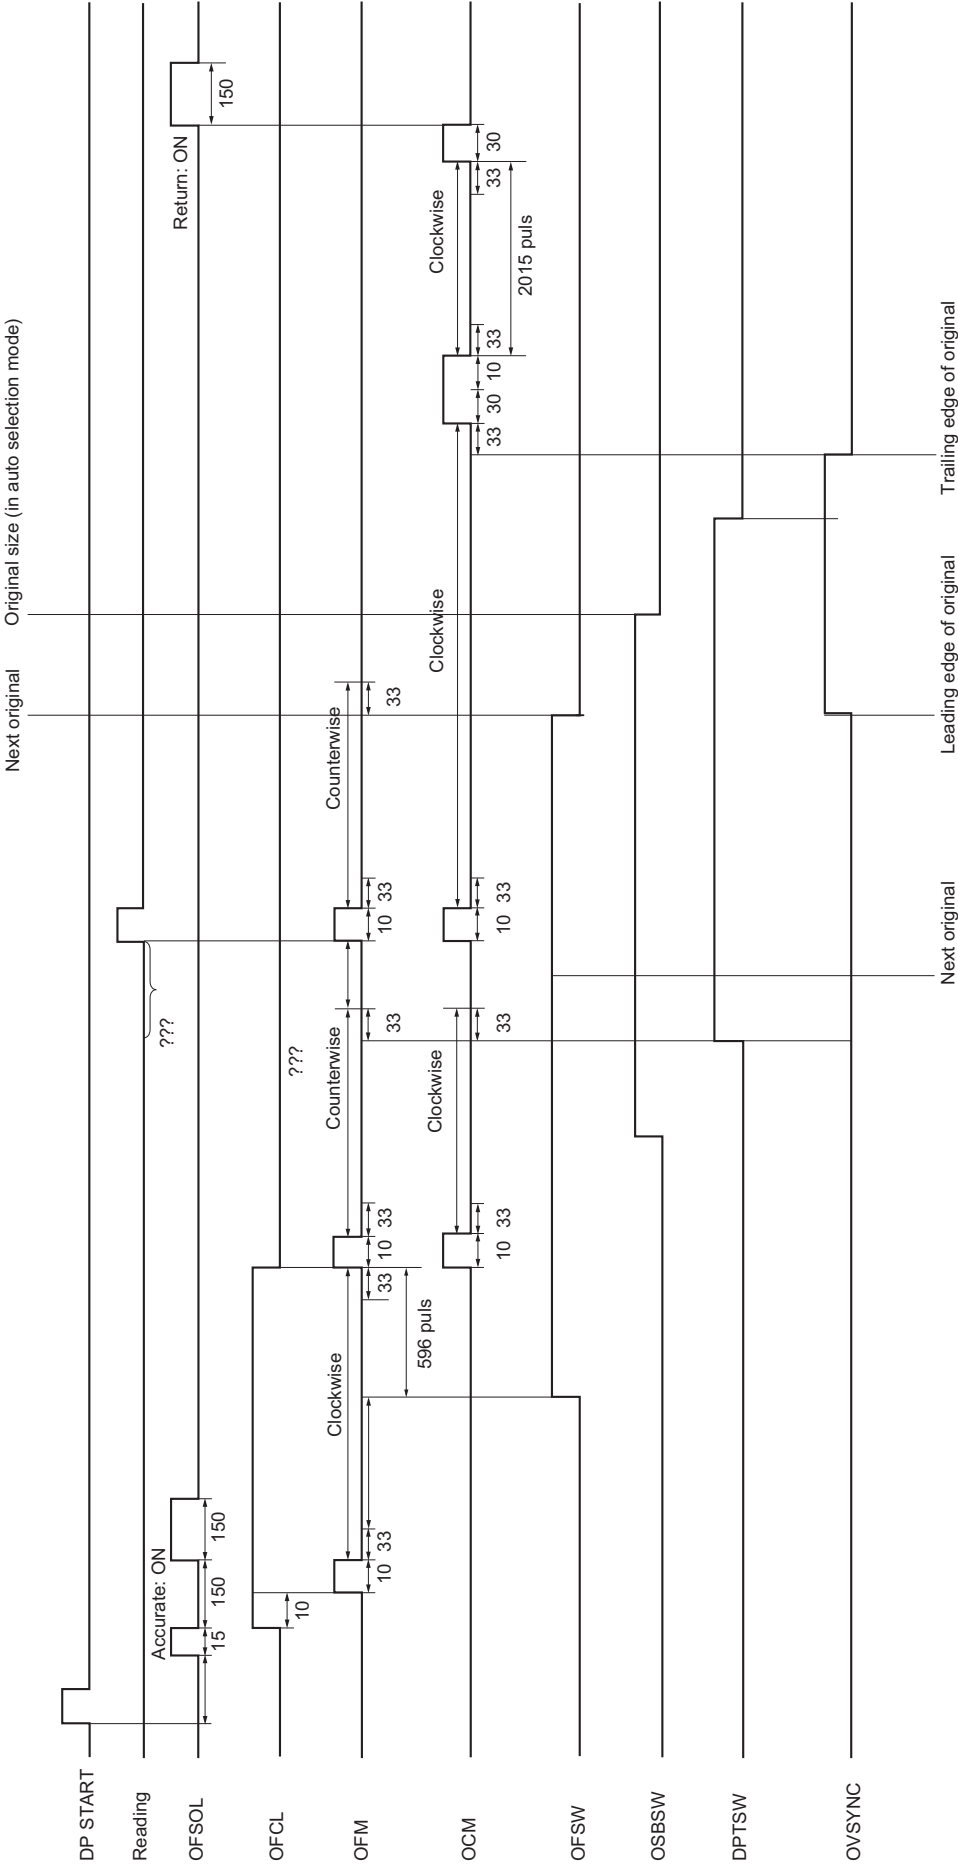 Next original
Original size (in auto selection mode)
DP START
Reading
???
OFSOL
15
150
150
Accurate: ON
Return: ON
150
OFCL
10
???
OFM
10
33
Clockwise
33
10
33
596 puls
Counterwise
33
10
33
Counterwise
33
OCM
10
33
Clockwise
33
10
33
Clockwise
33
30
10
33
Clockwise
33
30
2015 puls
OFSW
OSBSW
DPTSW
OVSYNC
Next original
Leading edge of original
Trailing edge of original